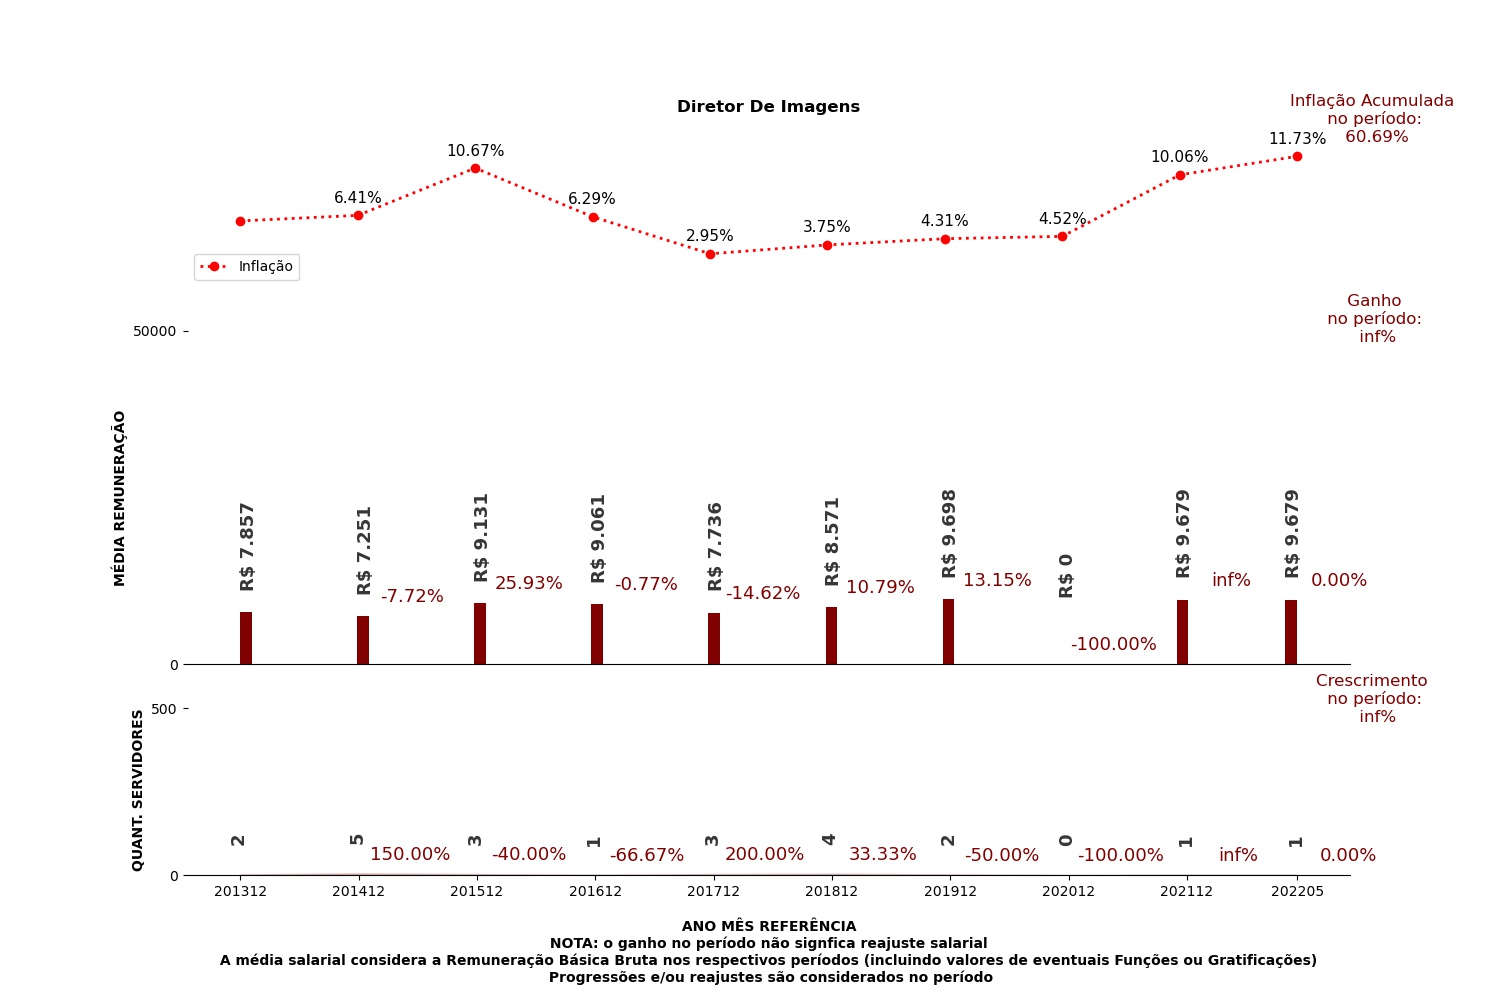 Diretor De Imagens
Inflação Acumulada
no período:
60.69%
6.41%
10.67%
6.29%
2.95%
3.75%
4.31%
4.52%
10.06%
11.73%
Inflação
Ganho
no período:
inf%
50000
0
MÉDIA REMUNERAÇÃO
R$ 7.857
R$ 7.251
R$ 9.131
R$ 9.061
R$ 7.736
R$ 8.571
R$ 9.698
R$ 0
R$ 9.679
R$ 9.679
-7.72%
25.93%
-0.77%
-14.62%
10.79%
13.15%
-100.00%
inf%
0.00%
Crescrimento
no período:
inf%
500
0
QUANT. SERVIDORES
2
5
3
1
3
4
2
0
1
1
150.00%
-40.00%
-66.67%
200.00%
33.33%
-50.00%
-100.00%
inf%
0.00%
201312
201412
201512
201612
201712
201812
201912
202012
202112
202205
ANO MÊS REFERÊNCIA
NOTA: o ganho no período não signfica reajuste salarial
A média salarial considera a Remuneração Básica Bruta nos respectivos períodos (incluindo valores de eventuais Funções ou Gratificações)
Progressões e/ou reajustes são considerados no período